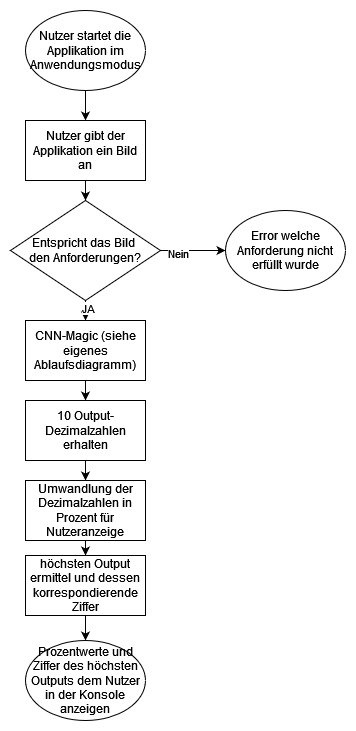 Nutzer startet die
Applikation im
Anwendungsmodus
Nutzer gibt der
Applikation ein Bild
an
Entspricht das Bild
den Anforderungen?
Nein
Error welche
Anforderung nicht
erfüllt wurde
JA
CNN-Magic (siehe
eigenes
Ablaufsdiagramm)
10 Output-
Dezimalzahlen
erhalten
Umwandlung der
Dezimalzahlen in
Prozent für
Nutzeranzeige
höchsten Output
ermittel und dessen
korrespondierende
Ziffer
Prozentwerte und
Ziffer des höchsten
Outputs dem Nutzer
in der Konsole
anzeigen